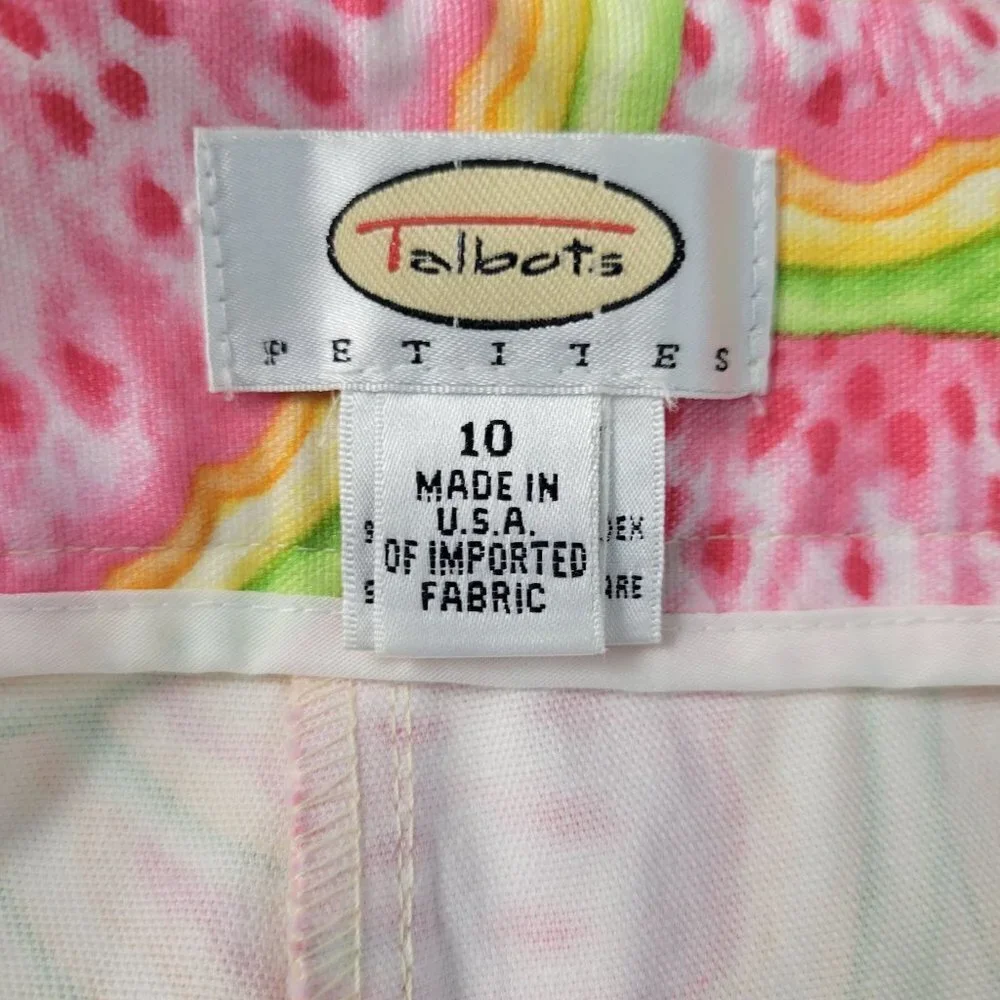 Talbots
PETITES
10
MADE IN
U.S.A.
OF IMPORTED
FABRIC